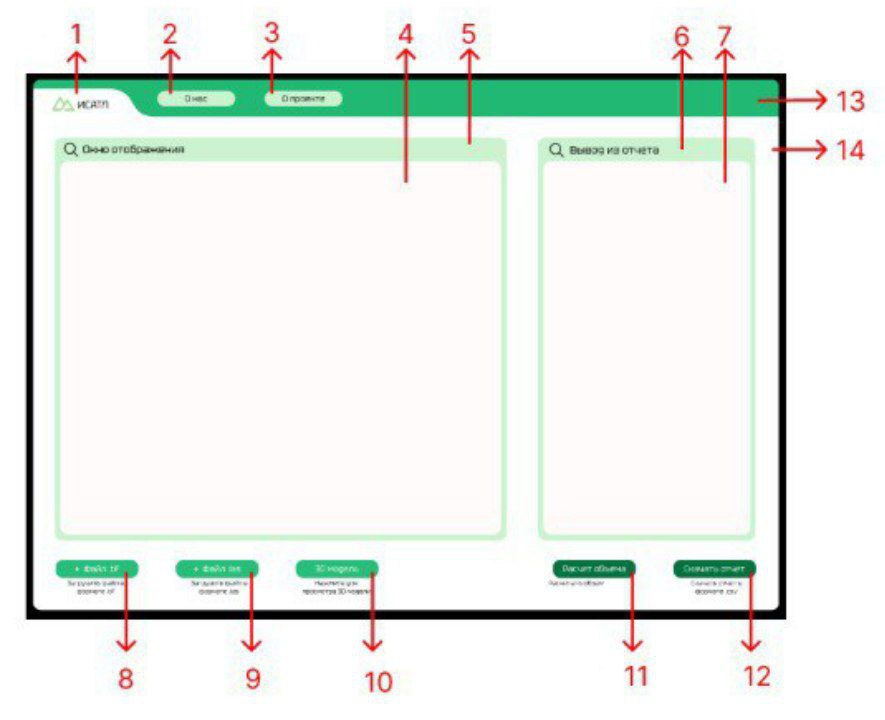 1 2 3 4 5 6 7
ИСАТЛ О нас О проекте
13
Окно отображения Вывод из отчета
14
+ Файл .tif + Файл .las 3D модель Расчет объема Скачать отчет
Загрузите файл в Загрузите файл в Нажмите для Скачать отчет в
формате .tif формате .las просмотра 3D модели формате .csv
8 9 10 11 12